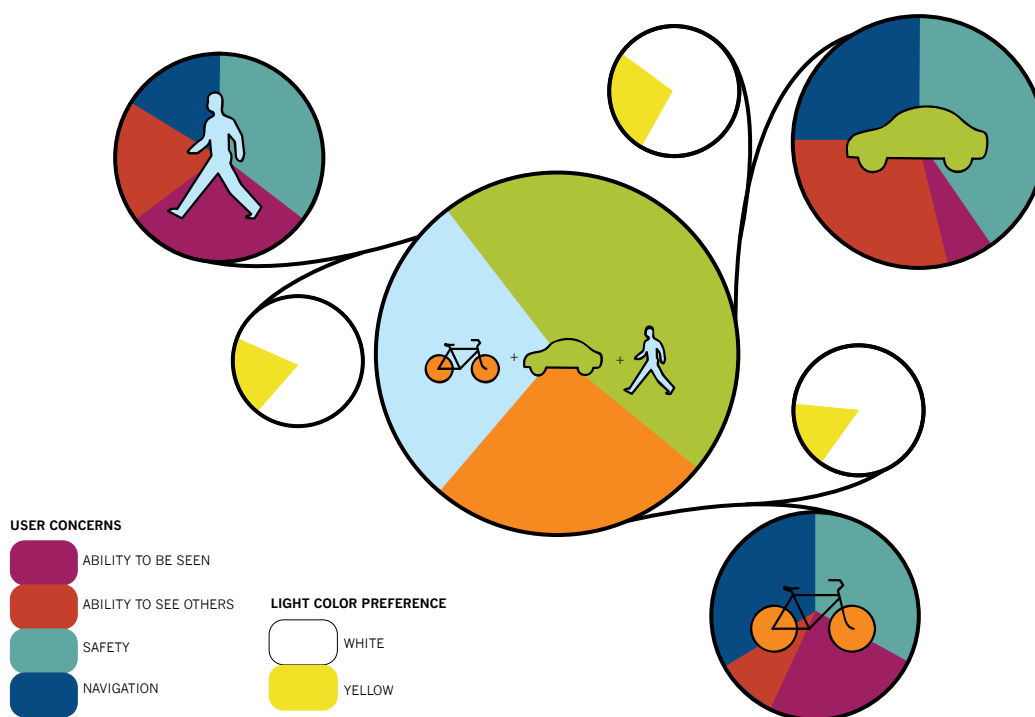 +
+
USER CONCERNS
ABILITY TO BE SEEN
ABILITY TO SEE OTHERS
SAFETY
NAVIGATION
LIGHT COLOR PREFERENCE
WHITE
YELLOW